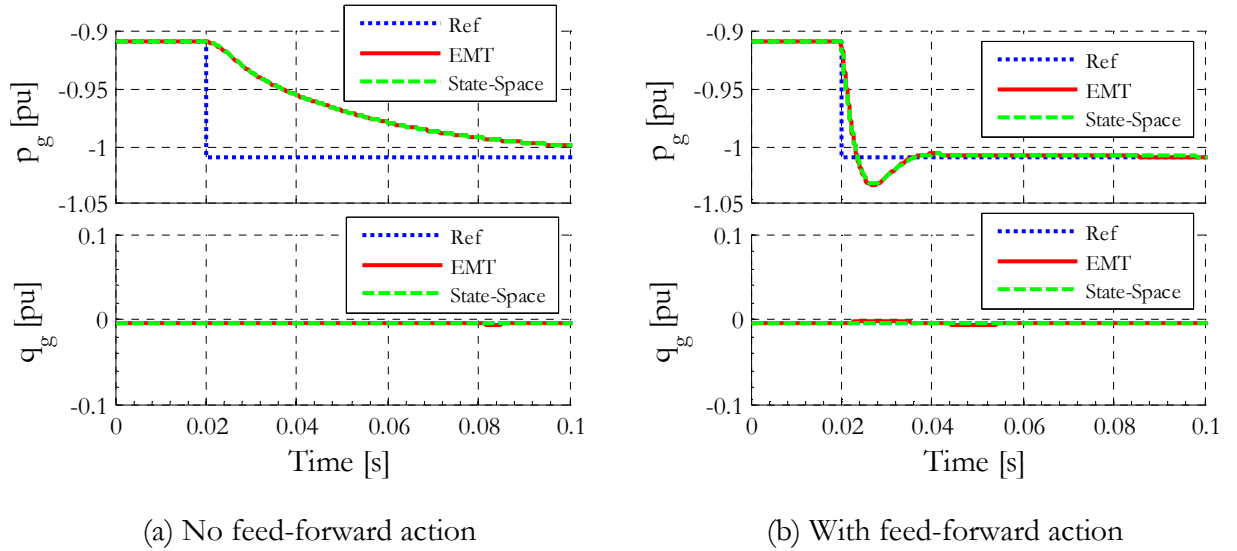 -0.9
-0.95
-1
-1.05
p_g [pu]
Ref
EMT
State-Space
0.1
0
-0.1
q_g [pu]
Ref
EMT
State-Space
0 0.02 0.04 0.06 0.08 0.1
Time [s]
(a) No feed-forward action
-0.9
-0.95
-1
-1.05
p_g [pu]
Ref
EMT
State-Space
0.1
0
-0.1
q_g [pu]
Ref
EMT
State-Space
0 0.02 0.04 0.06 0.08 0.1
Time [s]
(b) With feed-forward action